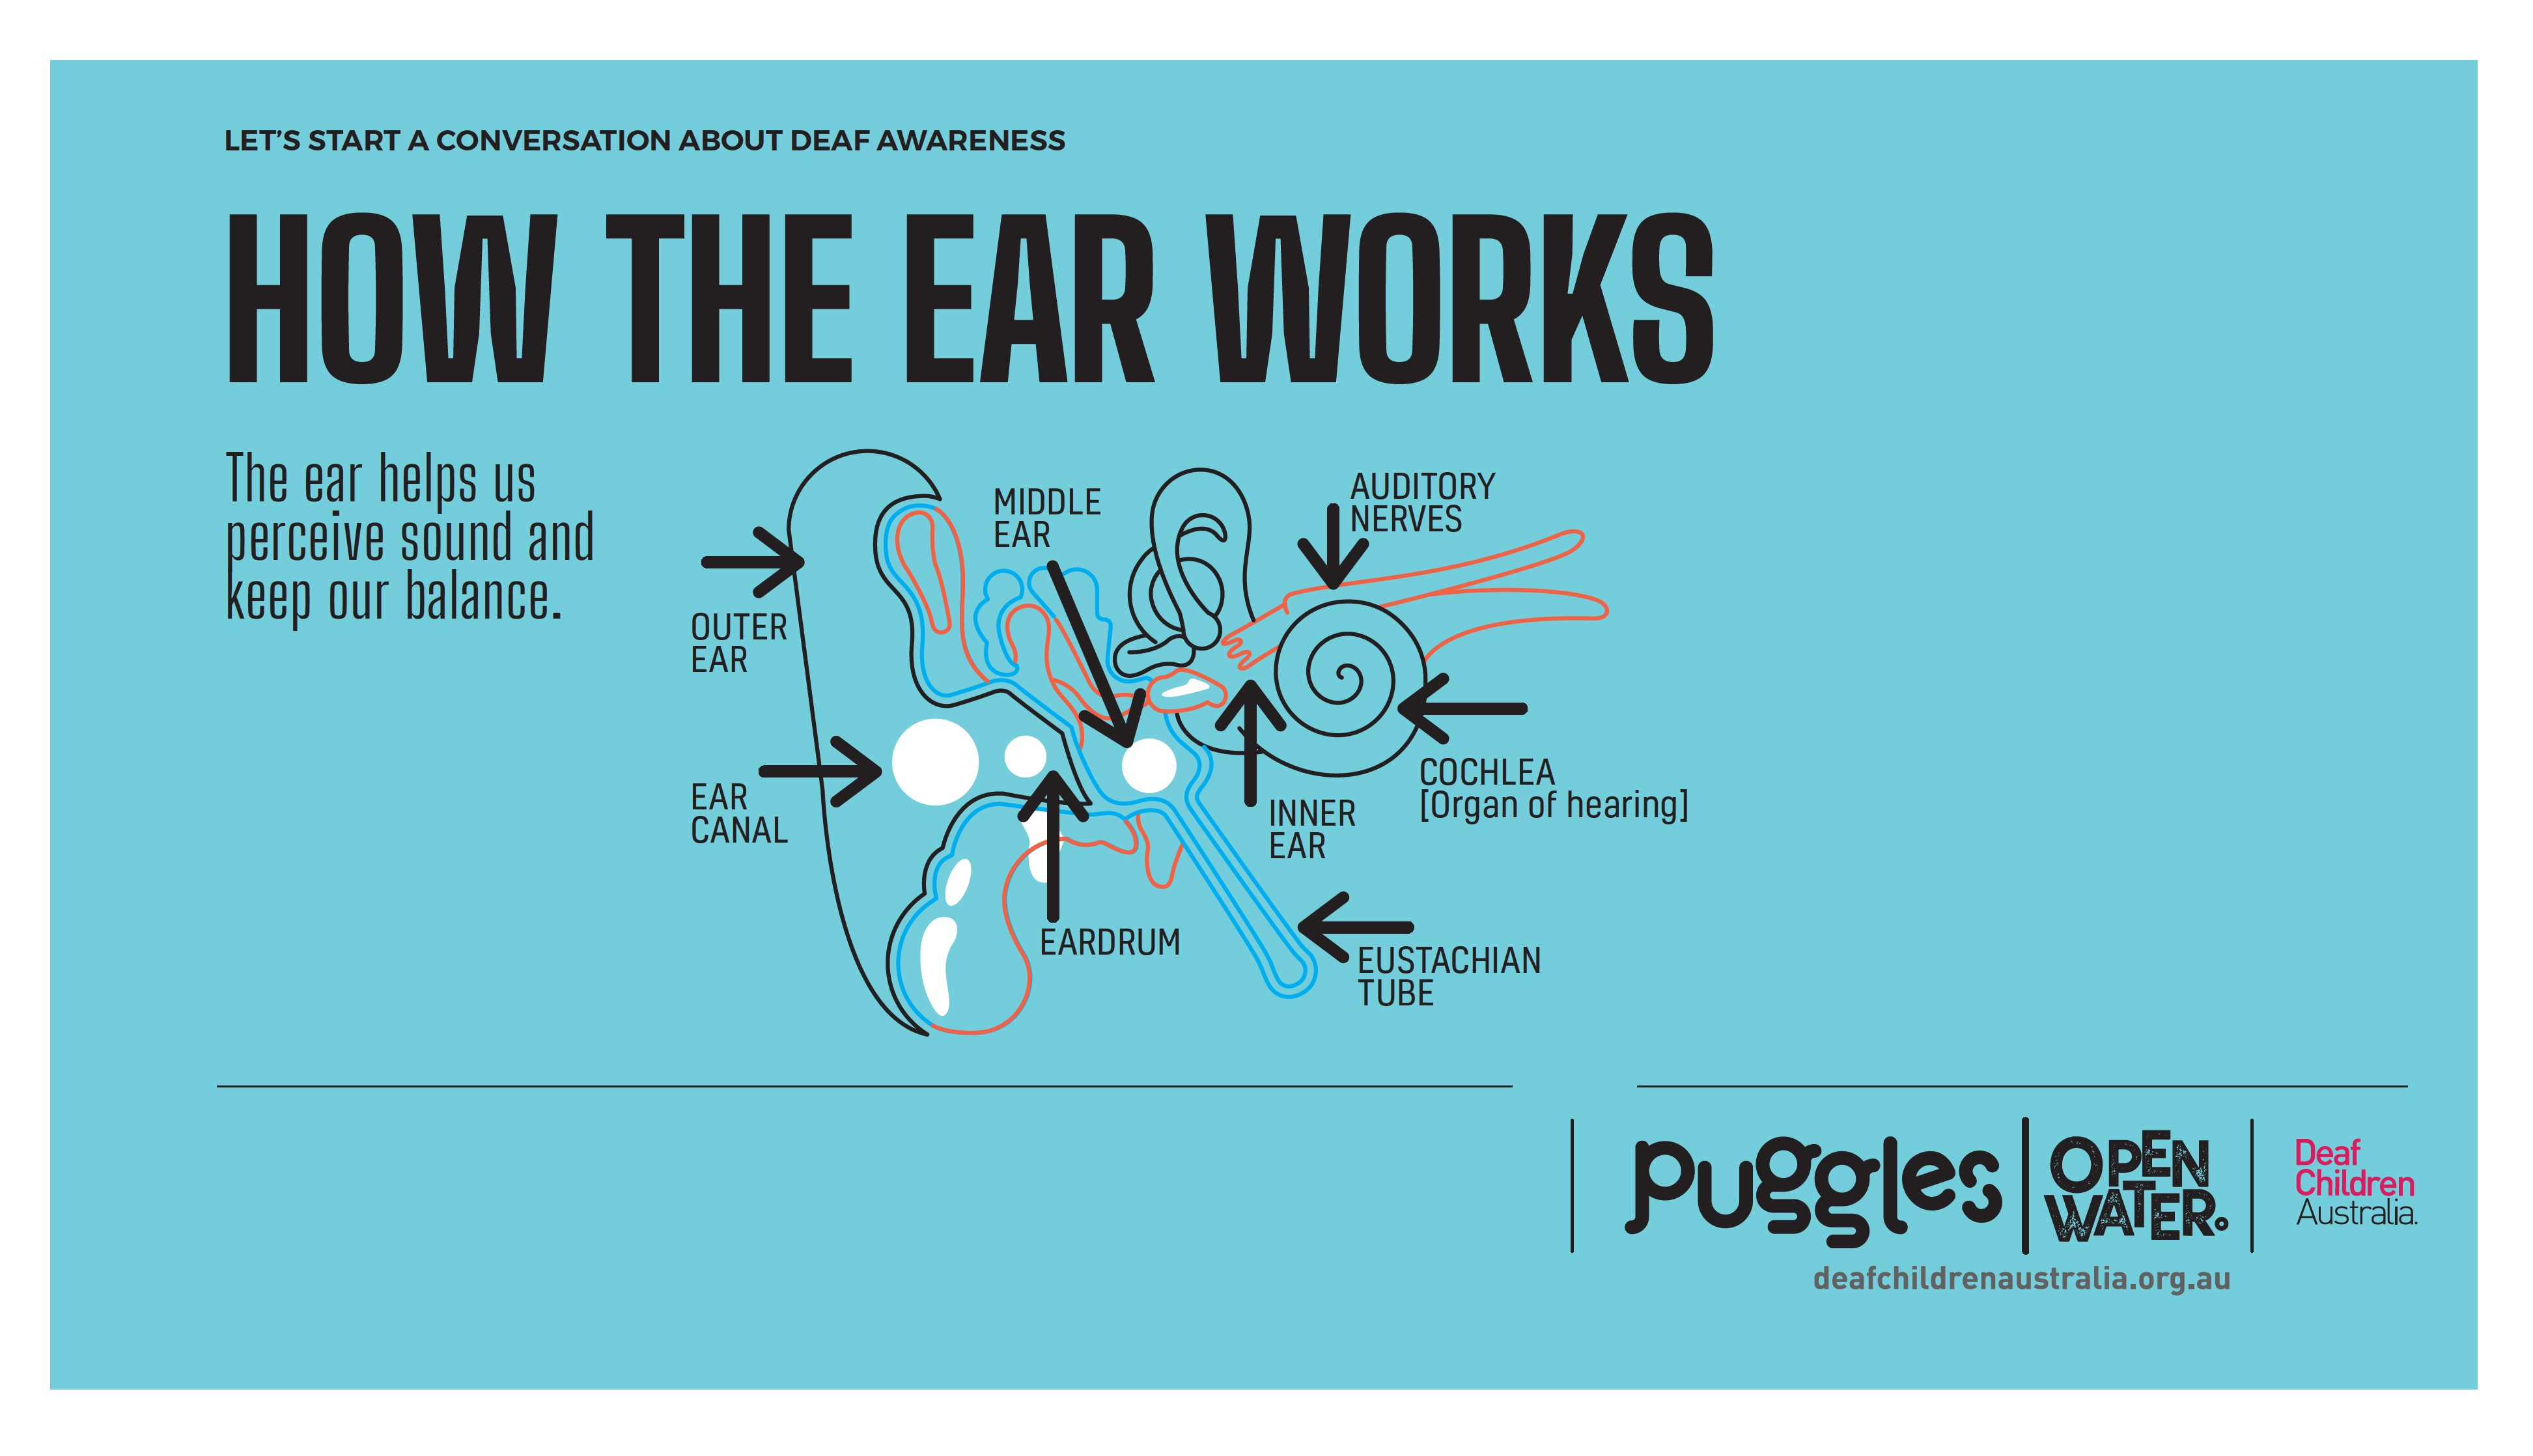 LET'S START A CONVERSATION ABOUT DEAF AWARENESS
HOW THE EAR WORKS
The ear helps us
perceive sound and
keep our balance.
OUTER
EAR
EAR
CANAL
MIDDLE
EAR
EARDRUM
AUDITORY
NERVES
INNER
EAR
COCHLEA
[Organ of hearing]
EUSTACHIAN
TUBE
puggles
OPEN
WATER.
Deaf
Children
Australia.
deafchildrenaustralia.org.au